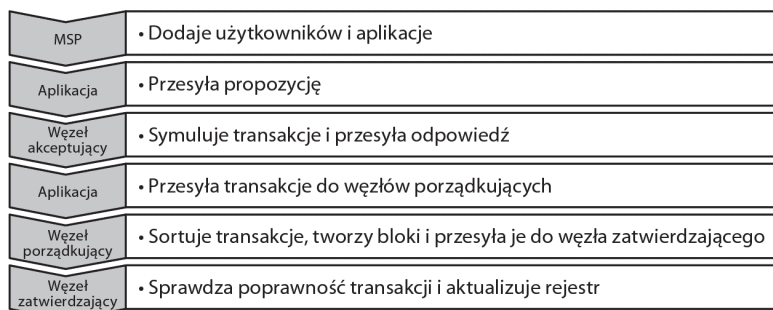 MSP
• Dodaje użytkowników i aplikacje
Aplikacja
• Przesyła propozycję
Węzeł
akceptujący
• Symuluje transakcje i przesyła odpowiedź
Aplikacja
• Przesyła transakcje do węzłów porządkujących
Węzeł
porządkujący
• Sortuje transakcje, tworzy bloki i przesyła je do węzła zatwierdzającego
Węzeł
zatwierdzający
• Sprawdza poprawność transakcji i aktualizuje rejestr